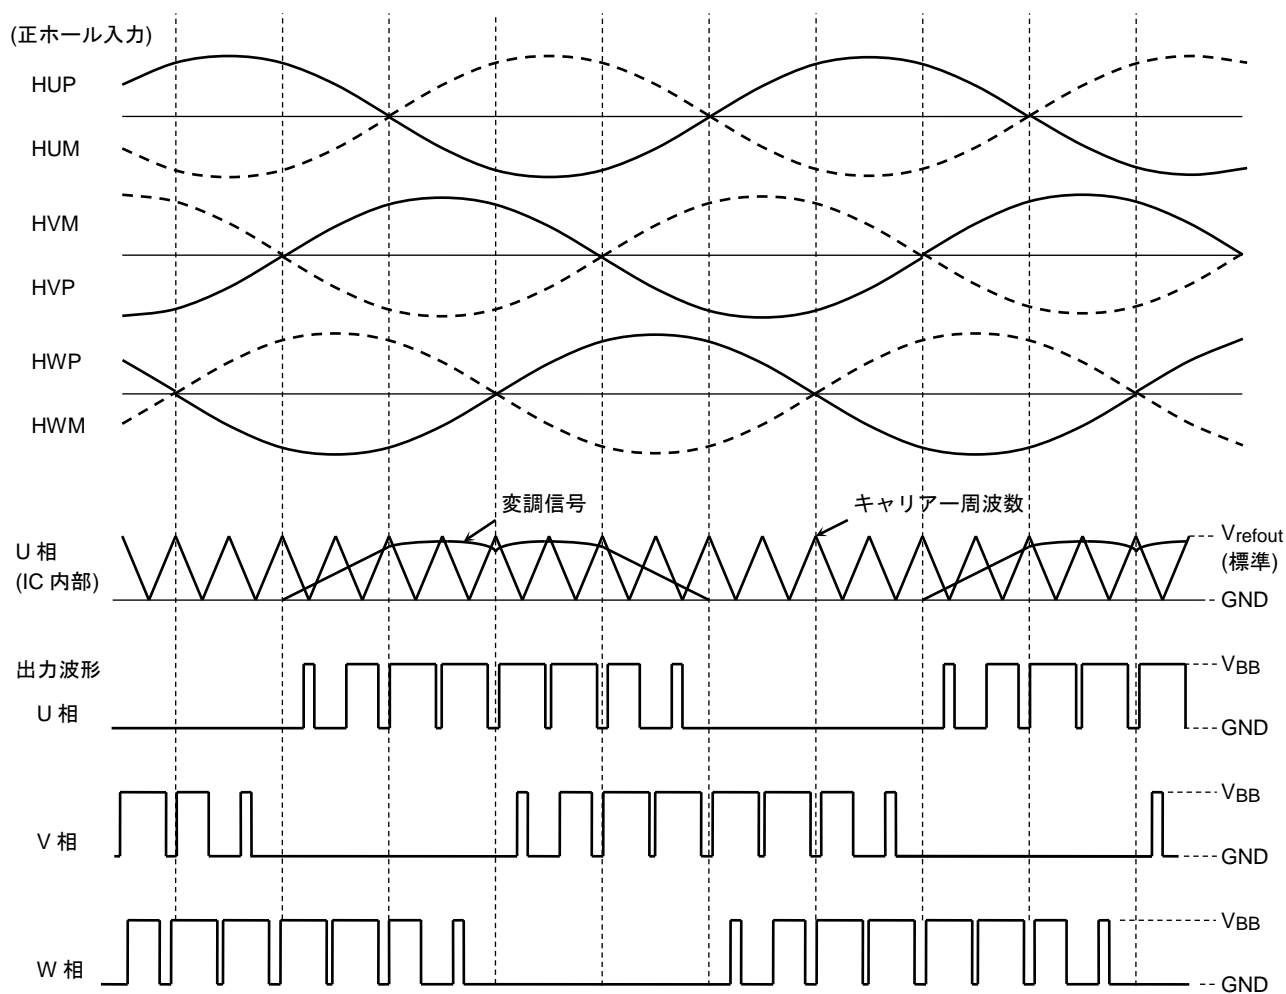 (正ホール入力)
HUP
HUM
HVM
HVP
HWP
HWM
変調信号
キャリアー周波数
U 相
(IC 内部)
Vrefout
(標準)
GND
出力波形
U 相
VBB
GND
V 相
VBB
GND
W 相
VBB
GND